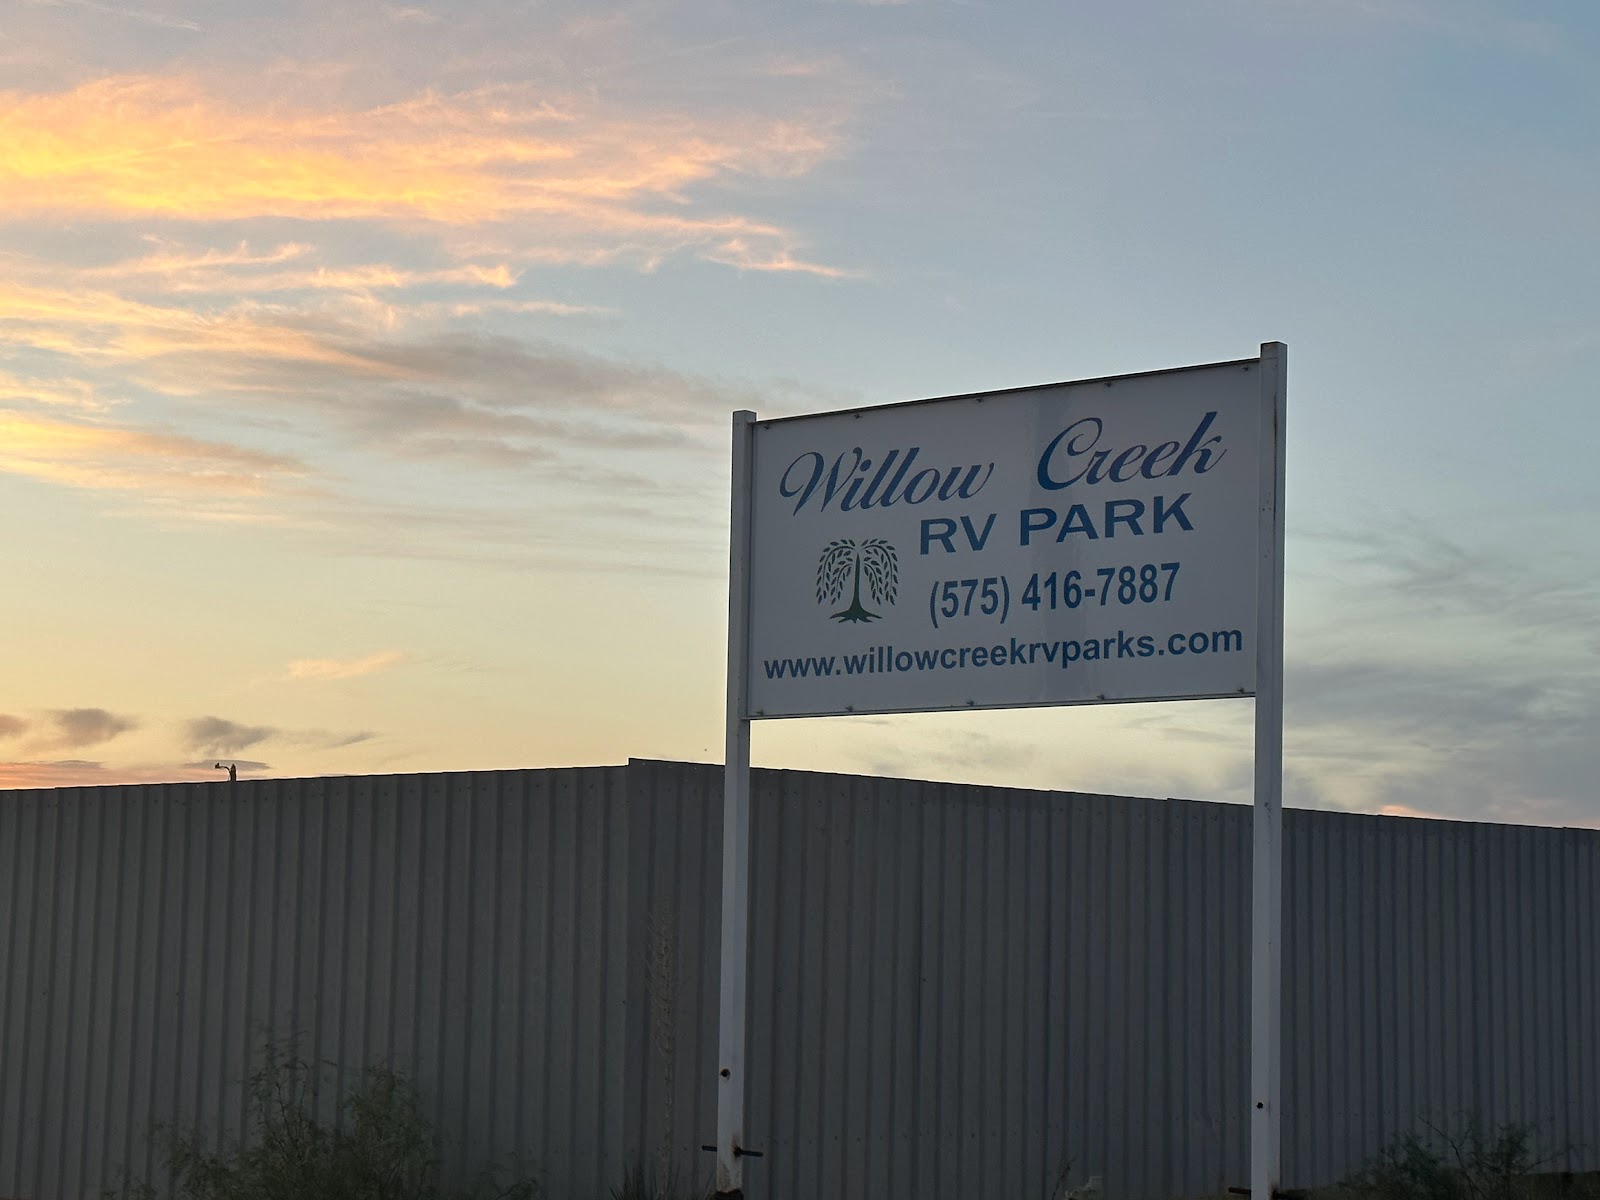 Willow Creek
RV PARK
(575) 416-7887
www.willowcreekrvparks.com